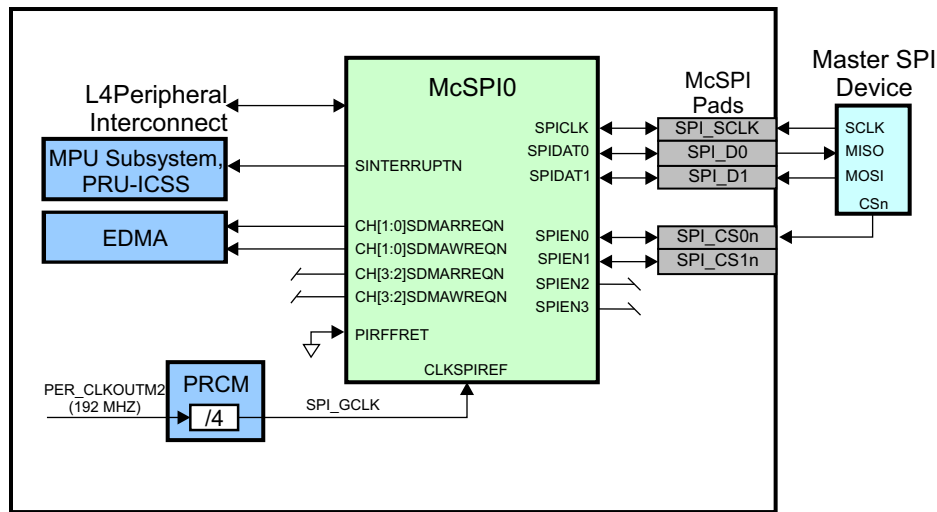 McSPI0
McSPI
Pads
Master SPI
Device
L4Peripheral
Interconnect
MPU Subsystem,
PRU-ICSS
EDMA
SINTERRUPTN
CH[1:0]SDMARREQN
CH[1:0]SDMAWREQN
CH[3:2]SDMARREQN
CH[3:2]SDMAWREQN
PIRFFRET
CLKSPIREF
SPICLK
SPIDAT0
SPIDAT1
SPIEN0
SPIEN1
SPIEN2
SPIEN3
SPI_SCLK
SPI_D0
SPI_D1
SPI_CS0n
SPI_CS1n
SCLK
MISO
MOSI
CSn
PER_CLKOUTM2
(192 MHZ)
PRCM
/4
SPI_GCLK